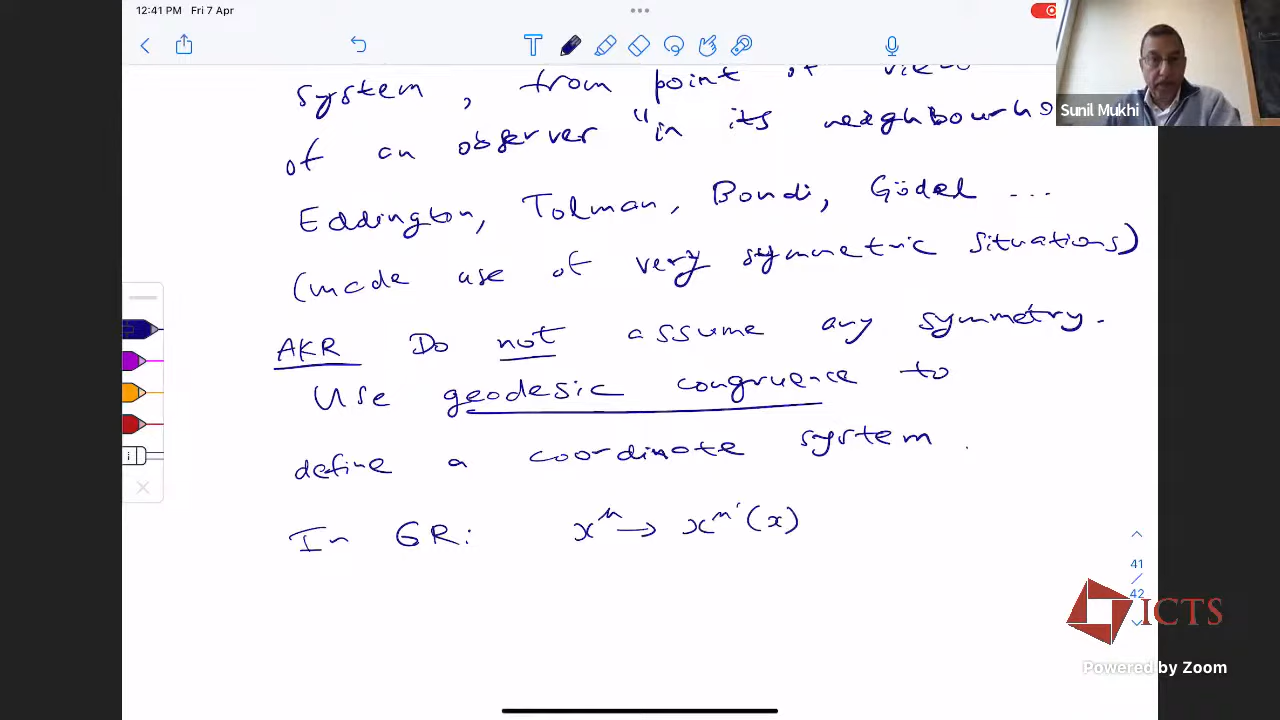 12:41 PM Fri 7 Apr
system, from point of view
Sunil Mukhi
of an observer "in its neighbourho
Eddington, Tolman, Bondi, Gödel ...
(made use of very symmetric situations)
AKR Do not assume any symmetry.
Use geodesic congruence to
define a coordinate system.
In GR: x^μ → x^μ'(x)
41
/
42
ICTS
Powered by Zoom